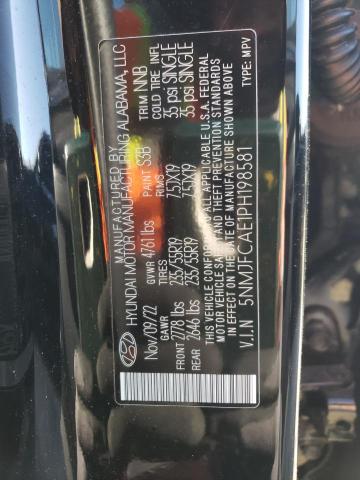 MANUFACTURED BY
HYUNDAI MOTOR MANUFACTURING ALABAMA, LLC
Nov/09/22 GVWR 4761 lbs PAINT S3B TRIM NNB
GAWR TIRES RIMS COLD TIRE INFL
FRONT 2778 lbs 235/55R19 7.5JX19 35 psi SINGLE
REAR 2646 lbs 235/55R19 7.5JX19 35 psi SINGLE
THIS VEHICLE CONFORMS TO ALL APPLICABLE U.S.A. FEDERAL
MOTOR VEHICLE SAFETY AND THEFT PREVENTION STANDARDS
IN EFFECT ON THE DATE OF MANUFACTURE SHOWN ABOVE
V.I.N 5NMJFCAE1PH198581 TYPE: MPV